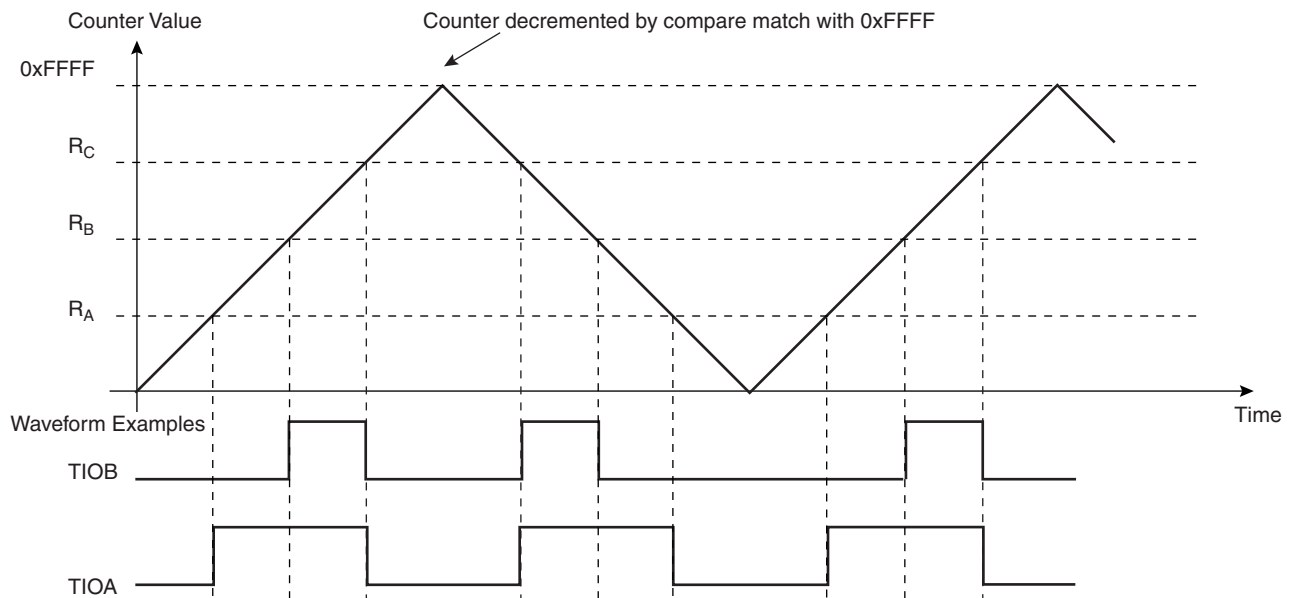 Counter Value
Counter decremented by compare match with 0xFFFF
0xFFFF
RC
RB
RA
Time
Waveform Examples
TIOB
TIOA